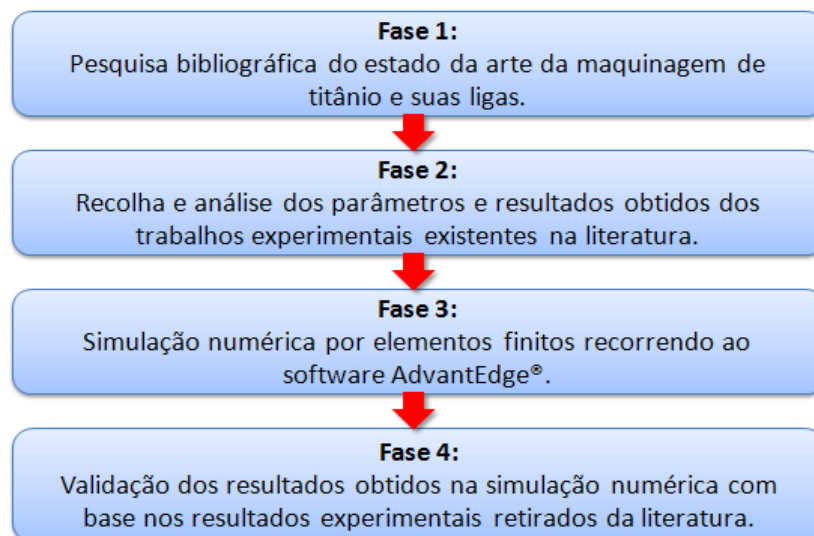 Fase 1:
Pesquisa bibliográfica do estado da arte da maquinagem de
titânio e suas ligas.
Fase 2:
Recolha e análise dos parâmetros e resultados obtidos dos
trabalhos experimentais existentes na literatura.
Fase 3:
Simulação numérica por elementos finitos recorrendo ao
software AdvantEdge®.
Fase 4:
Validação dos resultados obtidos na simulação numérica com
base nos resultados experimentais retirados da literatura.